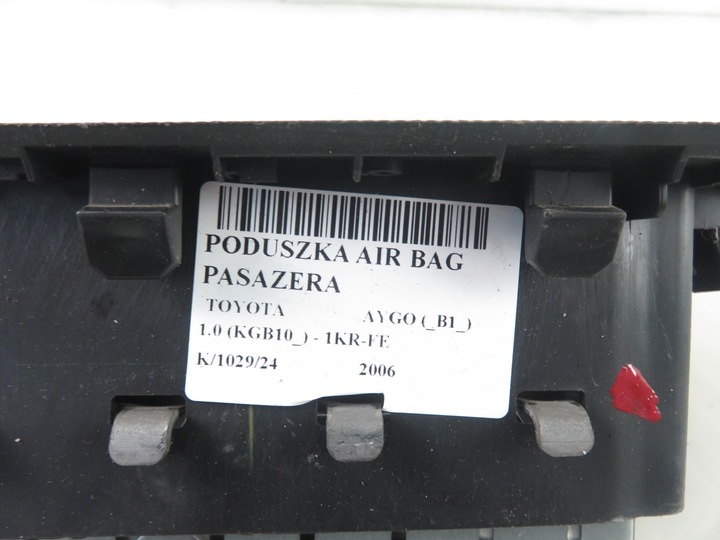 PODUSZKA AIR BAG
PASAZERA
TOYOTA AYGO (_B1_)
1.0 (KGB10_) - 1KR-FE
K/1029/24 2006